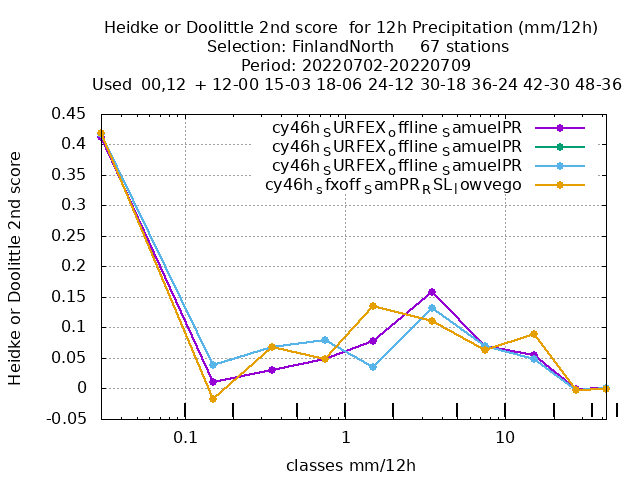 Heidke or Doolittle 2nd score  for 12h Precipitation (mm/12h)
Selection: FinlandNorth     67 stations
Period: 20220702-20220709
Used  00,12  + 12-00 15-03 18-06 24-12 30-18 36-24 42-30 48-36
cy46h_SURFEX_offline_SamuelPR
cy46h_SURFEX_offline_SamuelPR
cy46h_SURFEX_offline_SamuelPR
cy46h_sfxoff_SamPR_RSL_lowvego
Heidke or Doolittle 2nd score
0.45
0.4
0.35
0.3
0.25
0.2
0.15
0.1
0.05
0
-0.05
0.1 1 10
classes mm/12h